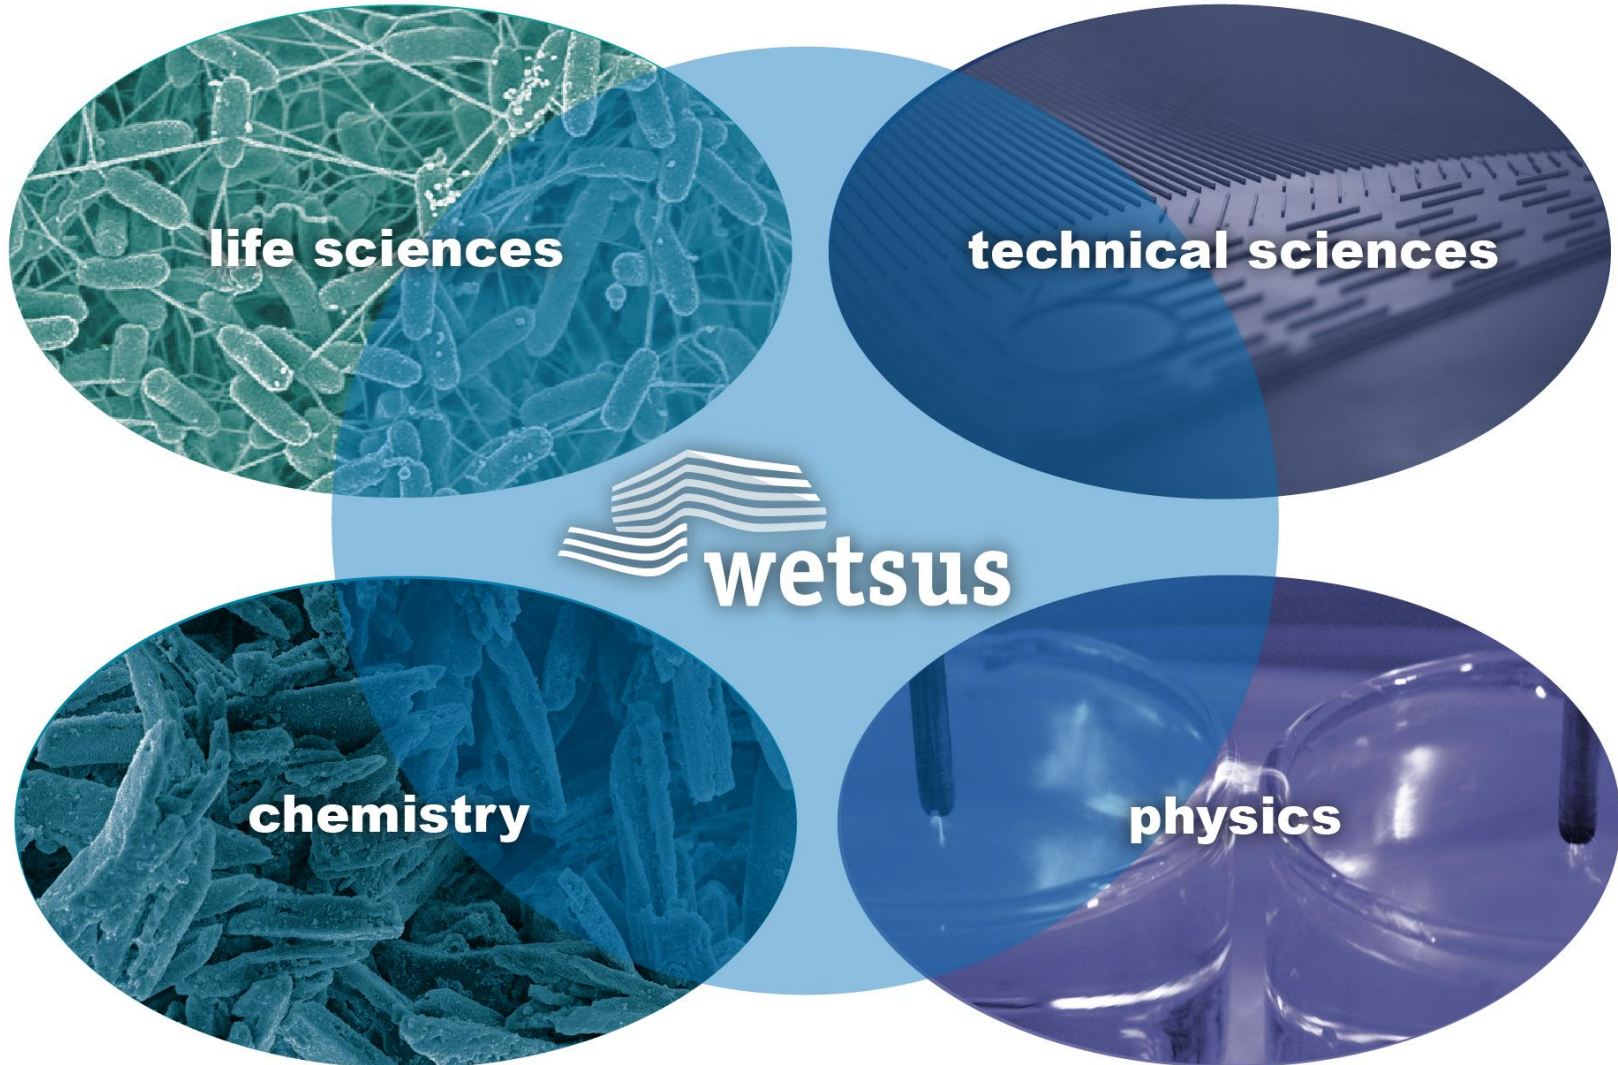 life sciences
technical sciences
wetsus
chemistry
physics